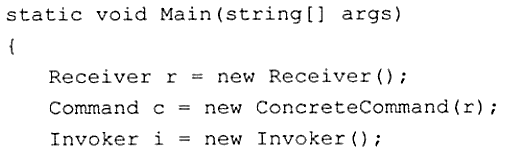 static void Main(string[] args)
{
    Receiver r = new Receiver();
    Command c = new ConcreteCommand(r);
    Invoker i = new Invoker();